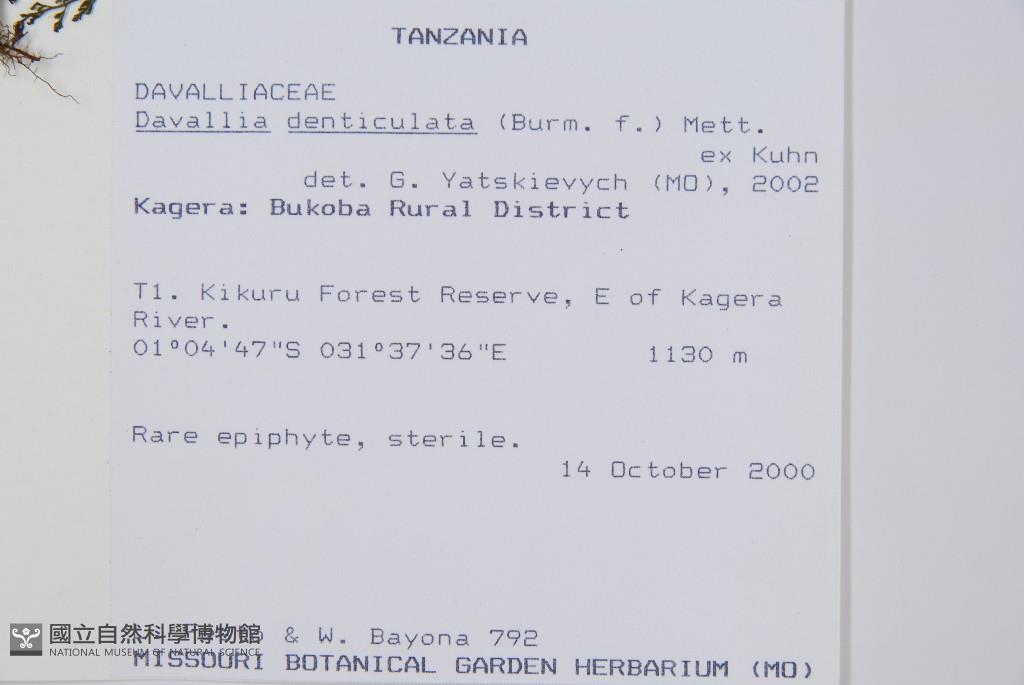 TANZANIA
DAVALLIACEAE
Davallia denticulata (Burm. f.) Mett.
ex Kuhn
det. G. Yatskievych (MO), 2002
Kagera: Bukoba Rural District
T1. Kikuru Forest Reserve, E of Kagera
River.
01°04'47"S 031°37'36"E 1130 m
Rare epiphyte, sterile.
14 October 2000
& W. Bayona 792
國立自然科學博物館
NATIONAL MUSEUM OF NATURAL SCIENCE
MISSOURI BOTANICAL GARDEN HERBARIUM (MO)